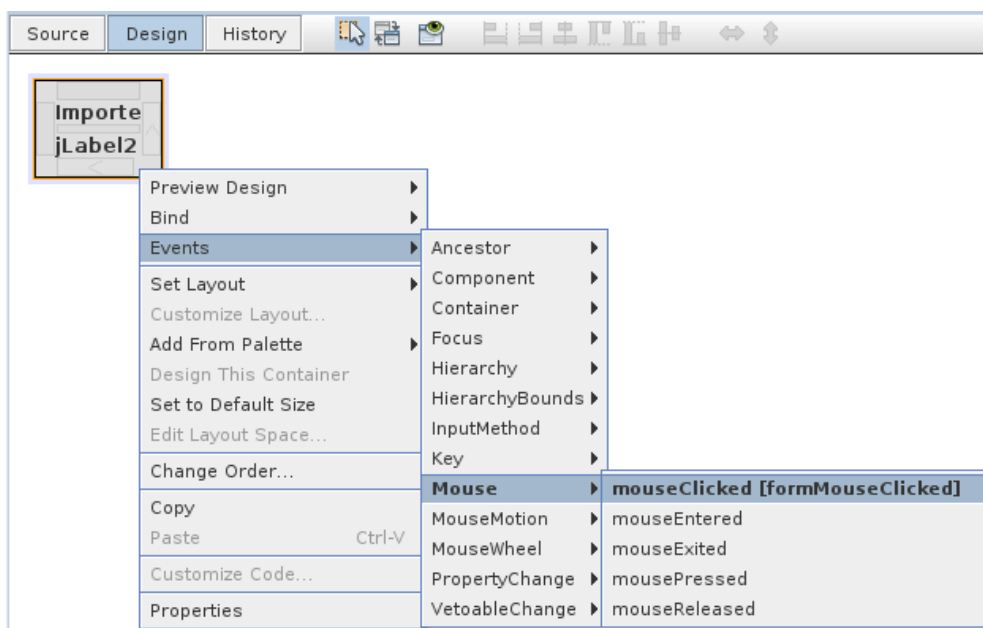 Source Design History
Importe
jLabel2
Preview Design
Bind
Events
Set Layout
Customize Layout...
Add From Palette
Design This Container
Set to Default Size
Edit Layout Space...
Change Order...
Copy
Paste Ctrl-V
Customize Code...
Properties
Ancestor
Component
Container
Focus
Hierarchy
HierarchyBounds
InputMethod
Key
Mouse
MouseMotion
MouseWheel
PropertyChange
VetoableChange
mouseClicked [formMouseClicked]
mouseEntered
mouseExited
mousePressed
mouseReleased